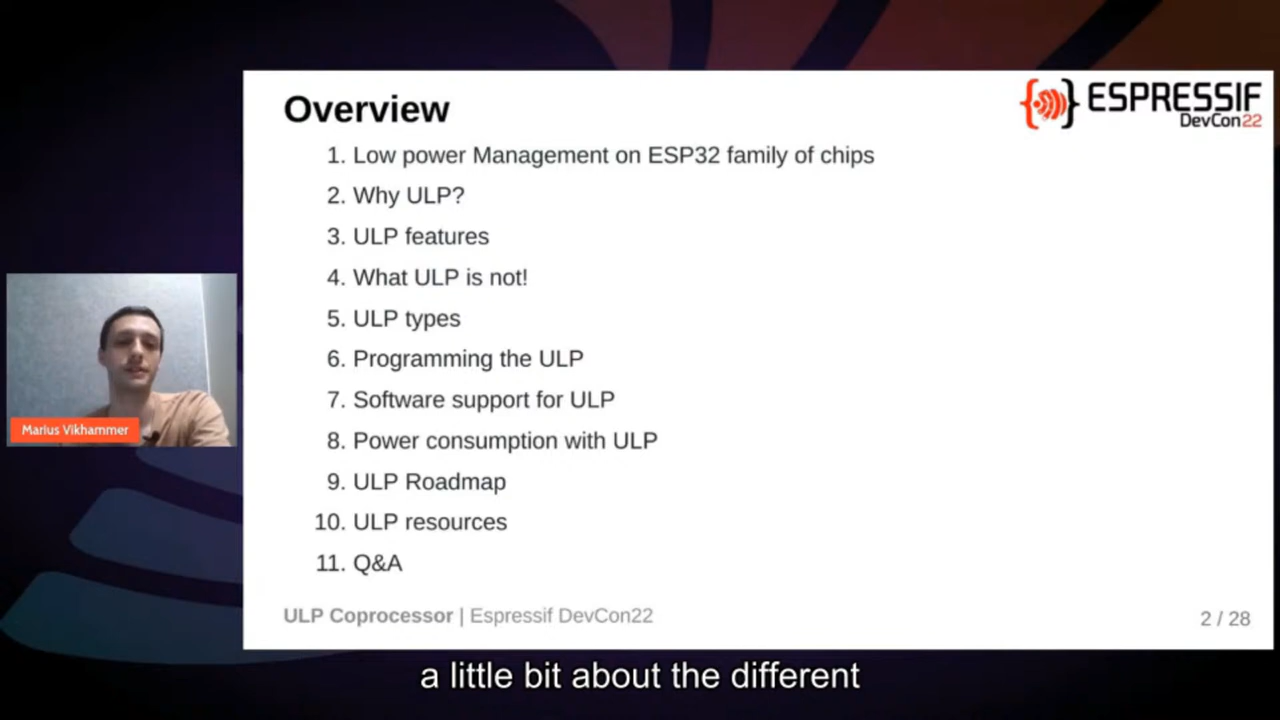 Overview
ESPRESSIF
DevCon22
1. Low power Management on ESP32 family of chips
2. Why ULP?
3. ULP features
4. What ULP is not!
5. ULP types
6. Programming the ULP
7. Software support for ULP
8. Power consumption with ULP
9. ULP Roadmap
10. ULP resources
11. Q&A
Marius Vikhammer
ULP Coprocessor | Espressif DevCon22
2 / 28
a little bit about the different